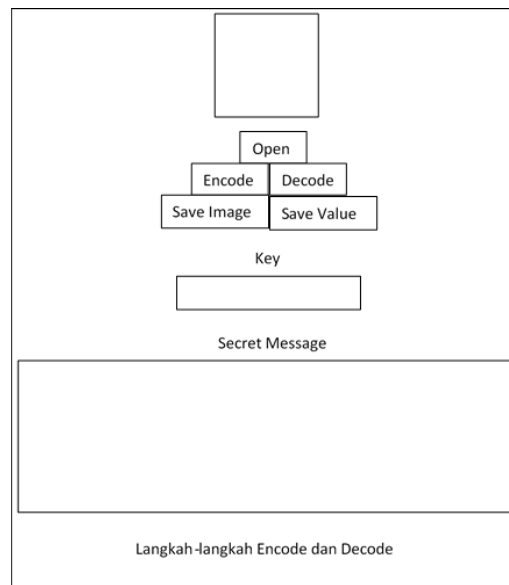 Open
Encode Decode
Save Image Save Value
Key
Secret Message
Langkah-langkah Encode dan Decode